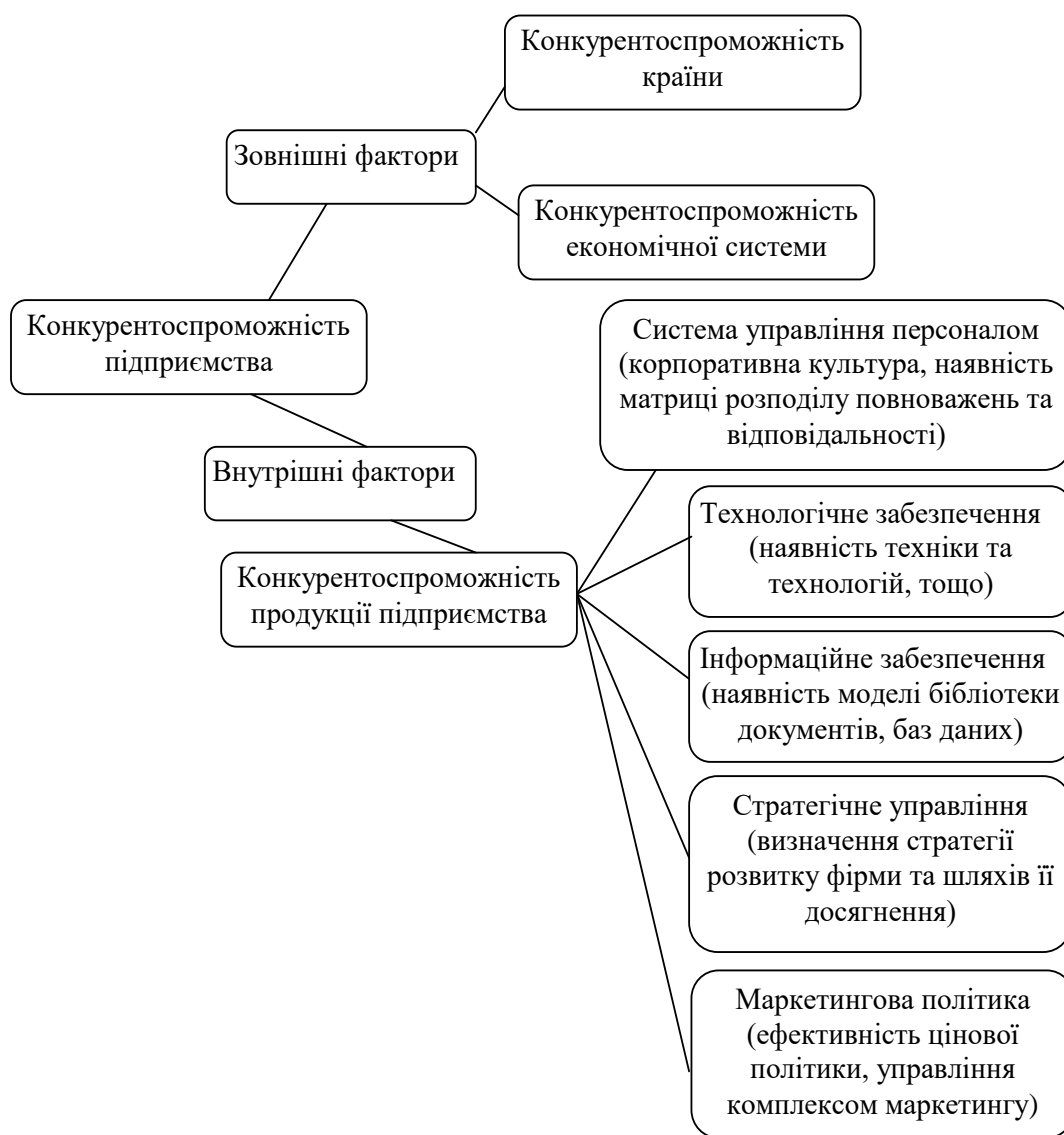 Конкурентоспроможність
країни
Зовнішні фактори
Конкурентоспроможність
економічної системи
Конкурентоспроможність
підприємства
Система управління персоналом
(корпоративна культура, наявність
матриці розподілу повноважень та
відповідальності)
Внутрішні фактори
Технологічне забезпечення
(наявність техніки та
технологій, тощо)
Конкурентоспроможність
продукції підприємства
Інформаційне забезпечення
(наявність моделі бібліотеки
документів, баз даних)
Стратегічне управління
(визначення стратегії
розвитку фірми та шляхів її
досягнення)
Маркетингова політика
(ефективність цінової
політики, управління
комплексом маркетингу)